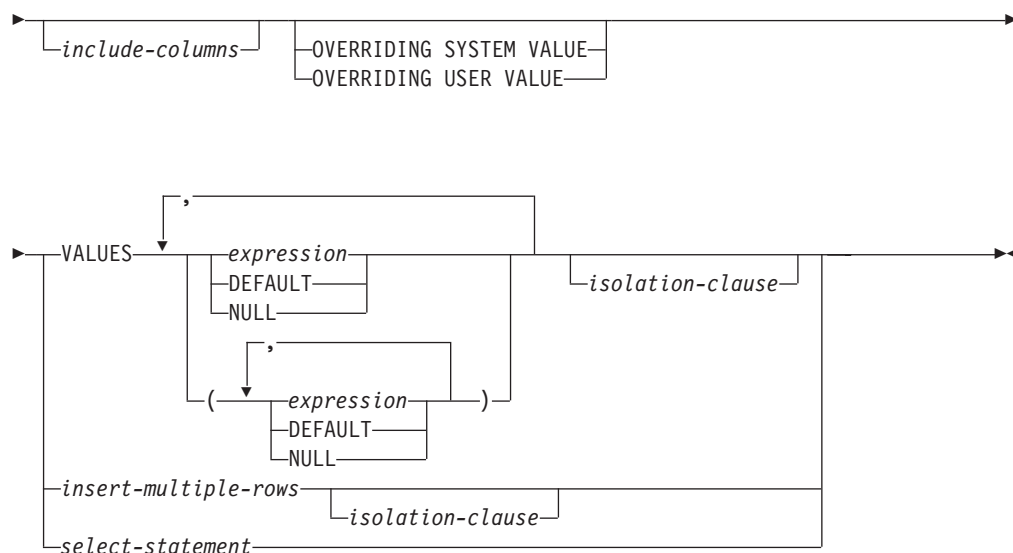 include-columns
OVERRIDING SYSTEM VALUE
OVERRIDING USER VALUE
,
VALUES expression isolation-clause
DEFAULT
NULL
,
( expression )
DEFAULT
NULL
insert-multiple-rows
isolation-clause
select-statement